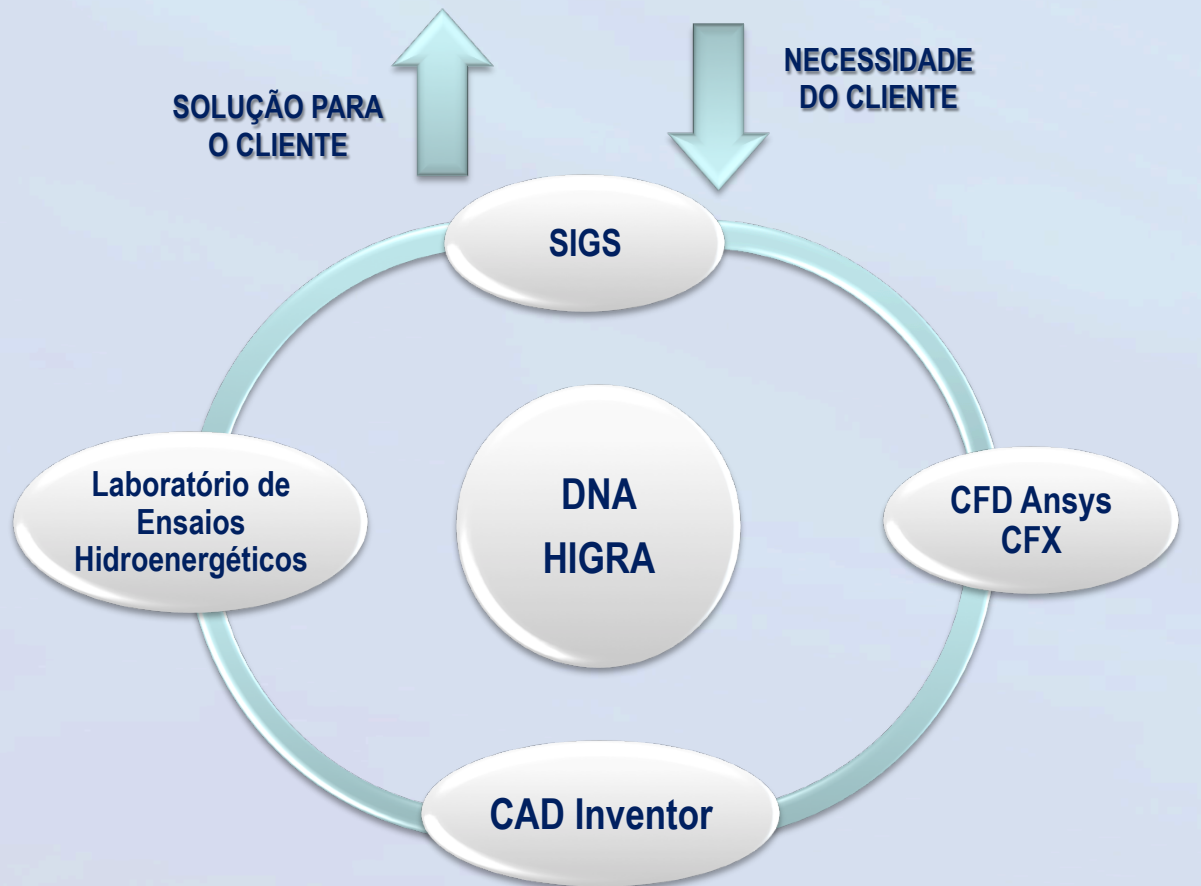 SOLUÇÃO PARA
O CLIENTE
NECESSIDADE
DO CLIENTE
SIGS
Laboratório de
Ensaios
Hidroenergéticos
DNA
HIGRA
CFD Ansys
CFX
CAD Inventor